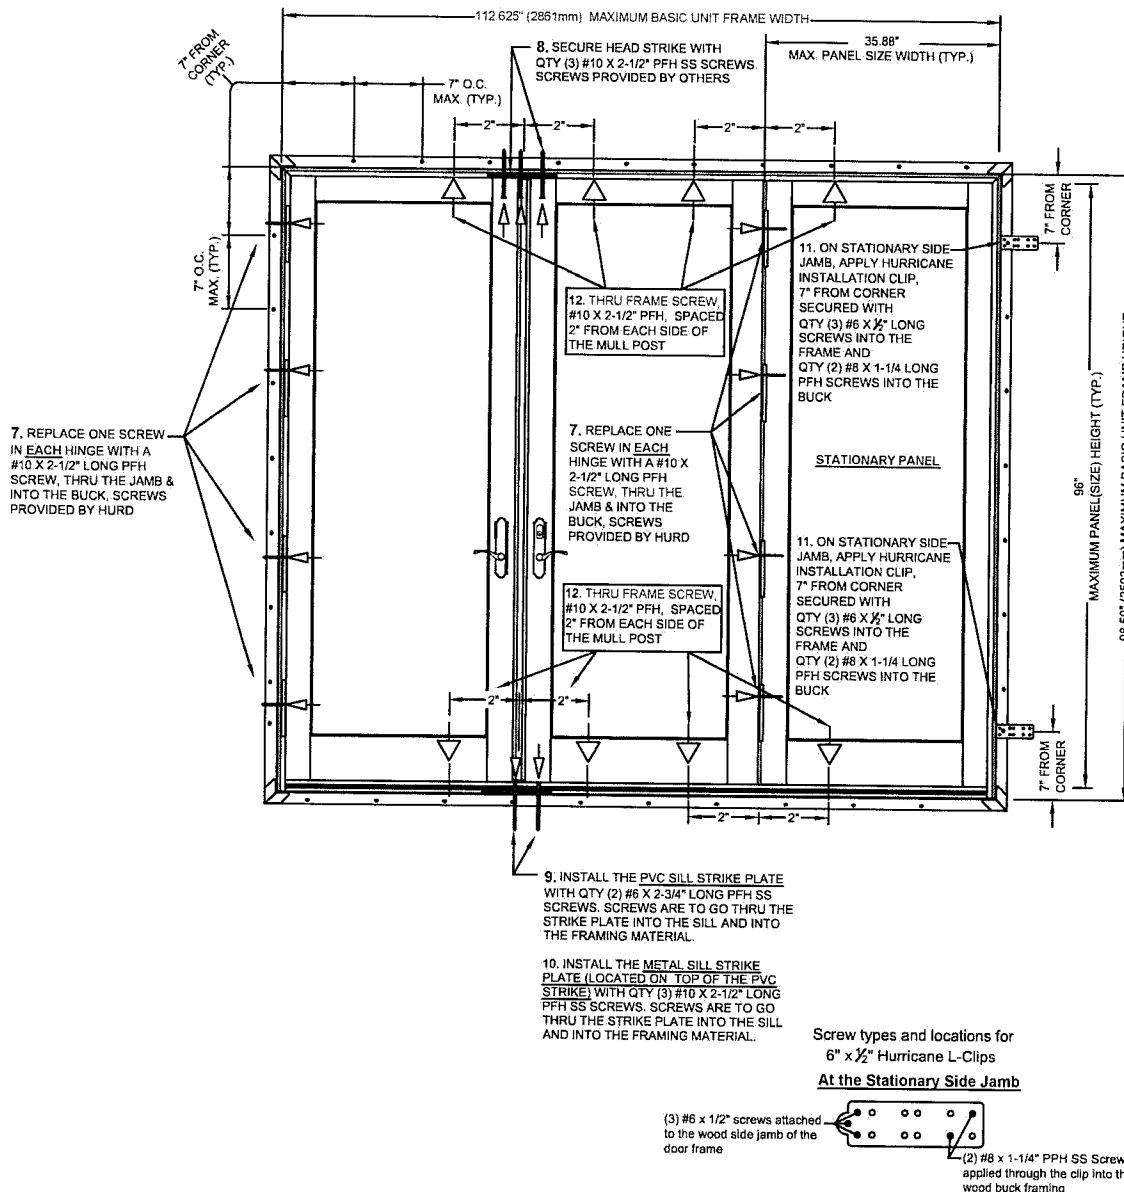 112.625" (2861mm) MAXIMUM BASIC UNIT FRAME WIDTH
8. SECURE HEAD STRIKE WITH
QTY (3) #10 X 2-1/2" PFH SS SCREWS.
SCREWS PROVIDED BY OTHERS
35.88"
MAX. PANEL SIZE WIDTH (TYP.)
7" FROM
CORNER
(TYP.)
7" O.C.
MAX. (TYP.)
2"
2"
2"
2"
7" FROM
CORNER
7" O.C.
MAX. (TYP.)
11. ON STATIONARY SIDE
JAMB, APPLY HURRICANE
INSTALLATION CLIP,
7" FROM CORNER
SECURED WITH
QTY (3) #6 X ½" LONG
SCREWS INTO THE
FRAME AND
QTY (2) #8 X 1-1/4 LONG
PFH SCREWS INTO THE
BUCK
12. THRU FRAME SCREW,
#10 X 2-1/2" PFH, SPACED
2" FROM EACH SIDE OF
THE MULL POST
7. REPLACE ONE SCREW
IN EACH HINGE WITH A
#10 X 2-1/2" LONG PFH
SCREW, THRU THE JAMB &
INTO THE BUCK, SCREWS
PROVIDED BY HURD
7. REPLACE ONE
SCREW IN EACH
HINGE WITH A #10 X
2-1/2" LONG PFH
SCREW, THRU THE
JAMB & INTO THE
BUCK, SCREWS
PROVIDED BY HURD
STATIONARY PANEL
96"
MAXIMUM PANEL(SIZE) HEIGHT (TYP.)
11. ON STATIONARY SIDE
JAMB, APPLY HURRICANE
INSTALLATION CLIP,
7" FROM CORNER
SECURED WITH
QTY (3) #6 X ½" LONG
SCREWS INTO THE
FRAME AND
QTY (2) #8 X 1-1/4 LONG
PFH SCREWS INTO THE
BUCK
12. THRU FRAME SCREW,
#10 X 2-1/2" PFH, SPACED
2" FROM EACH SIDE OF
THE MULL POST
2"
2"
7" FROM
CORNER
2"
2"
9. INSTALL THE PVC SILL STRIKE PLATE
WITH QTY (2) #6 X 2-3/4" LONG PFH SS
SCREWS. SCREWS ARE TO GO THRU THE
STRIKE PLATE INTO THE SILL AND INTO
THE FRAMING MATERIAL.
10. INSTALL THE METAL SILL STRIKE
PLATE (LOCATED ON TOP OF THE PVC
STRIKE) WITH QTY (3) #10 X 2-1/2" LONG
PFH SS SCREWS. SCREWS ARE TO GO
THRU THE STRIKE PLATE INTO THE SILL
AND INTO THE FRAMING MATERIAL.
Screw types and locations for
6" x ½" Hurricane L-Clips
At the Stationary Side Jamb
(3) #6 x 1/2" screws attached
to the wood side jamb of the
door frame
(2) #8 x 1-1/4" PPH SS Screw
applied through the clip into th
wood buck framing